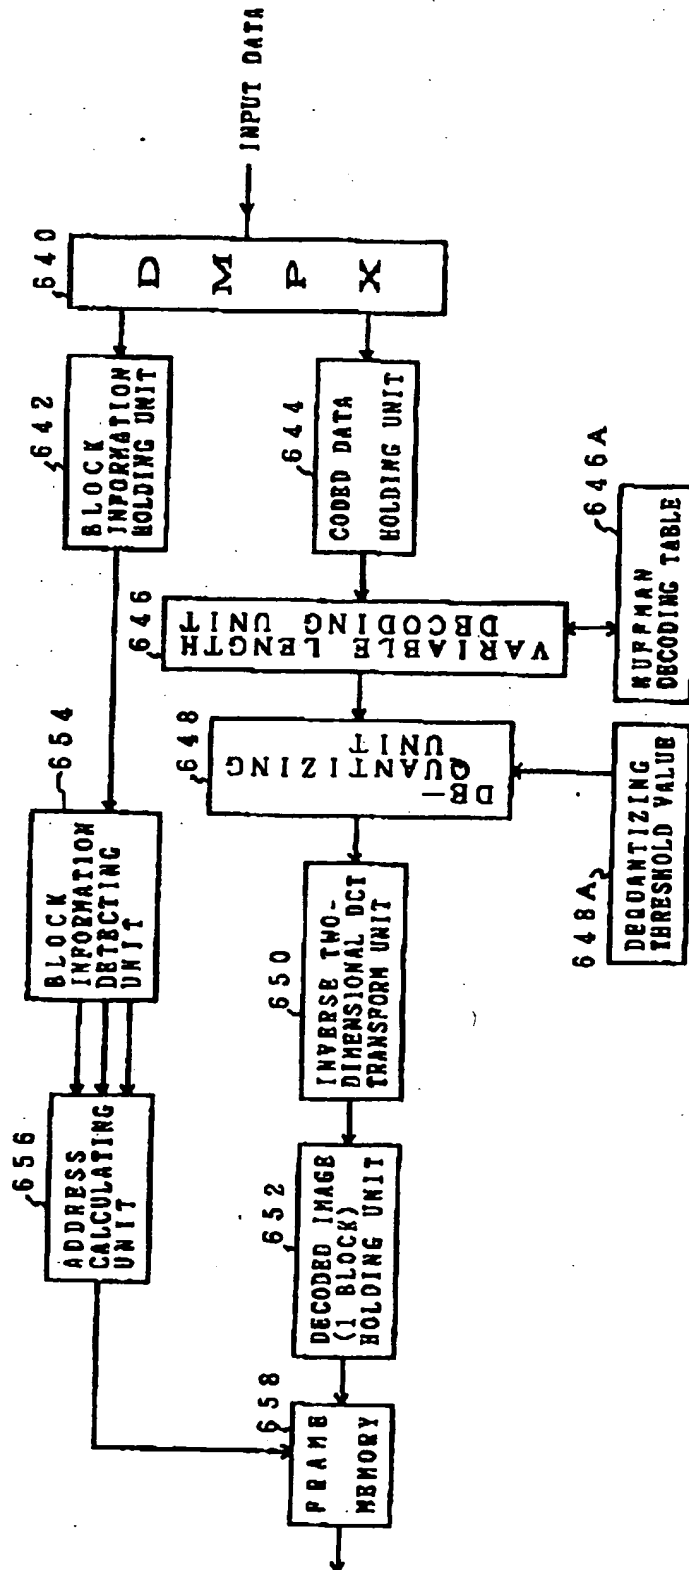 INPUT DATA
640
D M P X
642
BLOCK
INFORMATION
HOLDING UNIT
644
CODED DATA
HOLDING UNIT
646
VARIABLE LENGTH
DECODING UNIT
646A
HUFFMAN
DECODING TABLE
648
DE-
QUANTIZING
UNIT
648A
DEQUANTIZING
THRESHOLD VALUE
650
INVERSE TWO-
DIMENSIONAL DCT
TRANSFORM UNIT
652
DECODED IMAGE
(1 BLOCK)
HOLDING UNIT
654
BLOCK
INFORMATION
DETECTING
UNIT
656
ADDRESS
CALCULATING
UNIT
658
FRAME
MEMORY